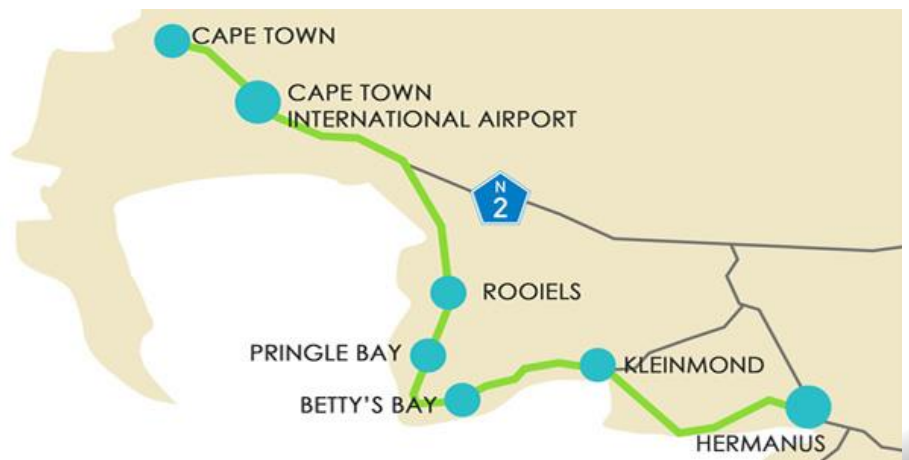 CAPE TOWN
CAPE TOWN
INTERNATIONAL AIRPORT
N
2
ROOIELS
PRINGLE BAY
KLEINMOND
BETTY'S BAY
HERMANUS